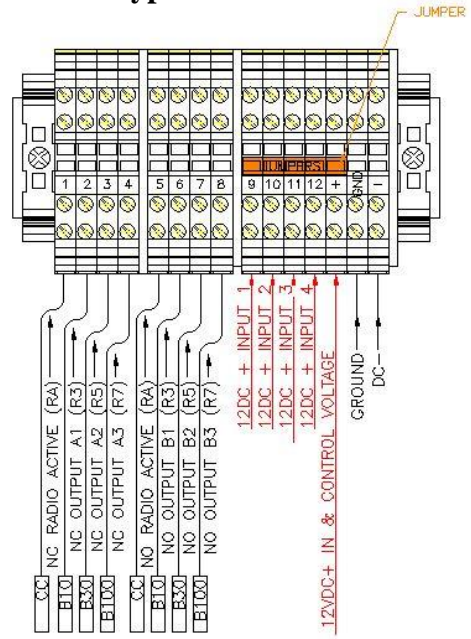 JUMPER
JUMPERS
1 2 3 4 5 6 7 8 9 10 11 12 + GND -
NC RADIO ACTIVE (RA)
NC OUTPUT A1 (R3)
NC OUTPUT A2 (R5)
NC OUTPUT A3 (R7)
NO RADIO ACTIVE (RA)
NO OUTPUT B1 (R3)
NO OUTPUT B2 (R5)
NO OUTPUT B3 (R7)
12DC + INPUT 1
12DC + INPUT 2
12DC + INPUT 3
12DC + INPUT 4
12VDC+ IN & CONTROL VOLTAGE
GROUND
DC-
CC
B10
B30
B100
CC
B10
B30
B100